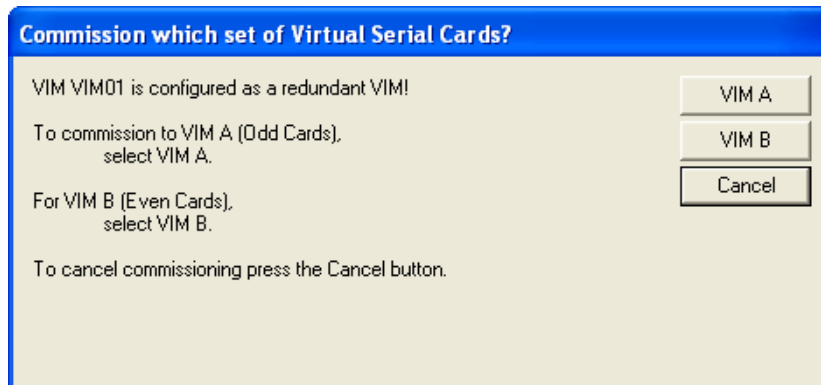 Commission which set of Virtual Serial Cards?
VIM VIM01 is configured as a redundant VIM!
To commission to VIM A (Odd Cards),
select VIM A.
For VIM B (Even Cards),
select VIM B.
To cancel commissioning press the Cancel button.
VIM A
VIM B
Cancel